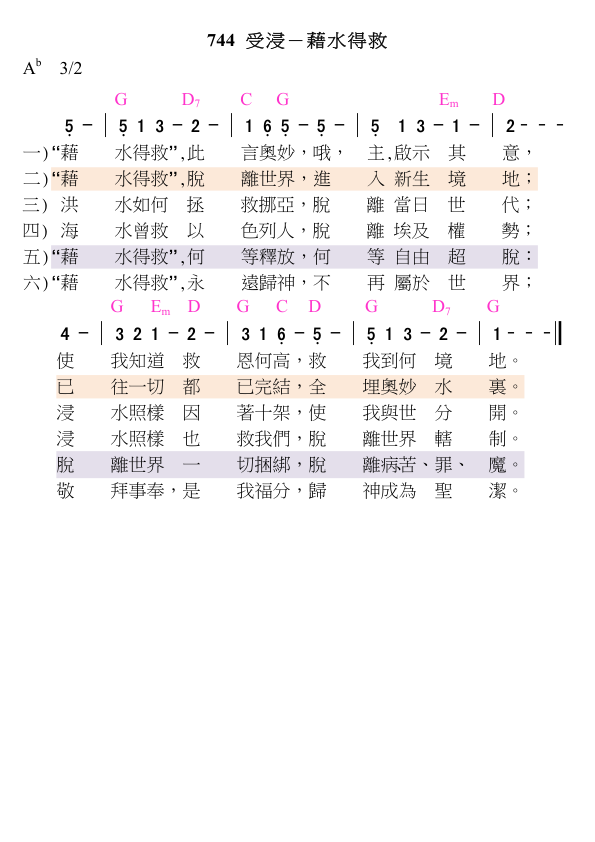 744 受浸－藉水得救
A♭ 3/2
G D7 C G Em D
5 － | 5 1 3 － 2 － | 1 6 5 － 5 － | 5 1 3 － 1 － | 2 - - -
一) “藉 水得救”,此 言奧妙，哦， 主,啟示 其 意，
二) “藉 水得救”,脫 離世界，進 入 新生 境 地；
三) 洪 水如何 拯 救挪亞，脫 離 當日 世 代；
四) 海 水曾救 以 色列人，脫 離 埃及 權 勢；
五) “藉 水得救”,何 等釋放，何 等 自由 超 脫：
六) “藉 水得救”,永 遠歸神，不 再 屬於 世 界；
G Em D G C D G D7 G
4 － | 3 2 1 － 2 － | 3 1 6 － 5 － | 5 1 3 － 2 － | 1 - - - ‖
使 我知道 救 恩何高，救 我到何 境 地。
已 往一切 都 已完結，全 埋奧妙 水 裏。
浸 水照樣 因 著十架，使 我與世 分 開。
浸 水照樣 也 救我們，脫 離世界 轄 制。
脫 離世界 一 切捆綁，脫 離病苦、罪、 魔。
敬 拜事奉，是 我福分，歸 神成為 聖 潔。